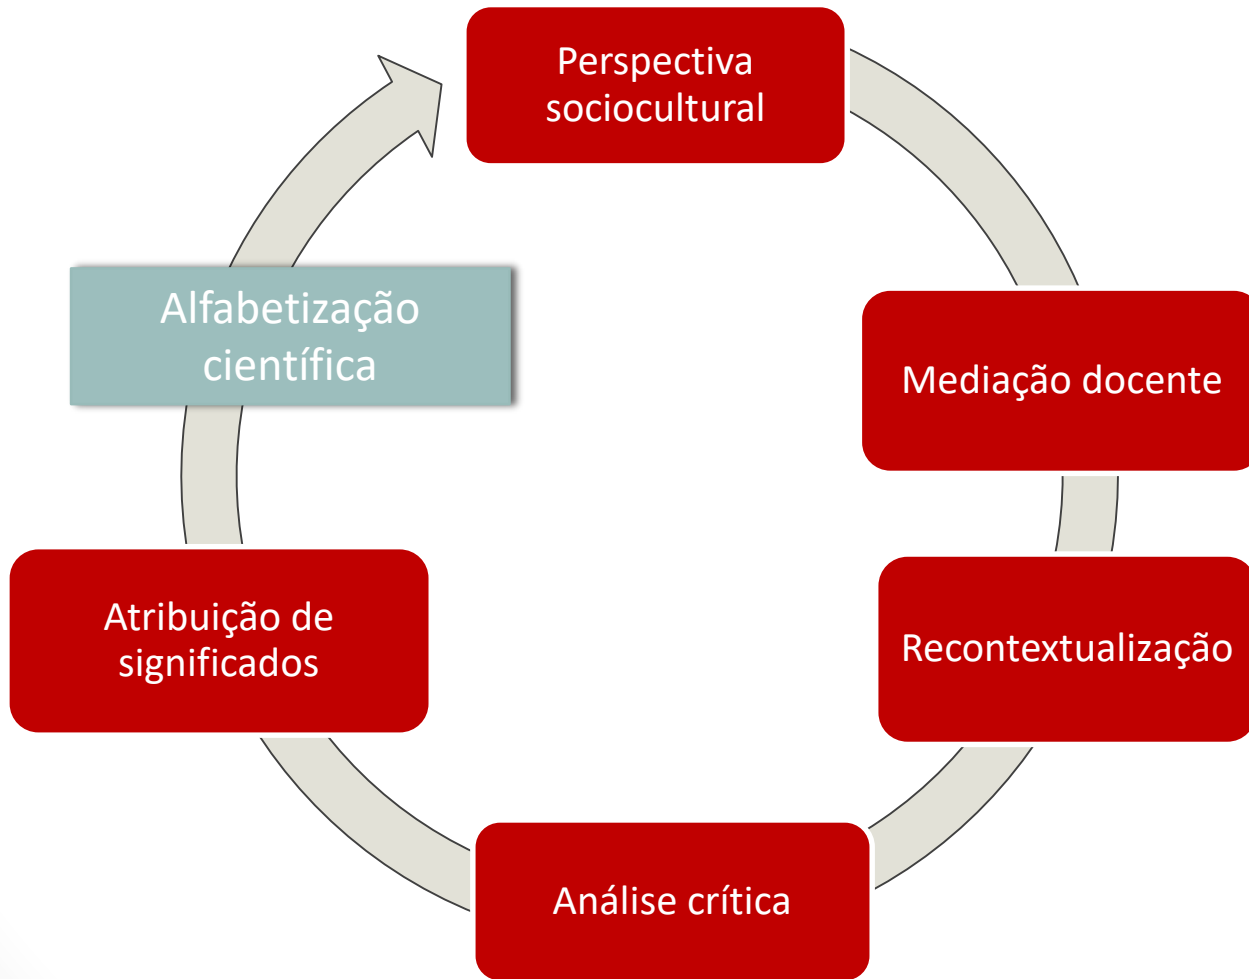 Perspectiva
sociocultural
Mediação docente
Recontextualização
Análise crítica
Atribuição de
significados
Alfabetização
científica